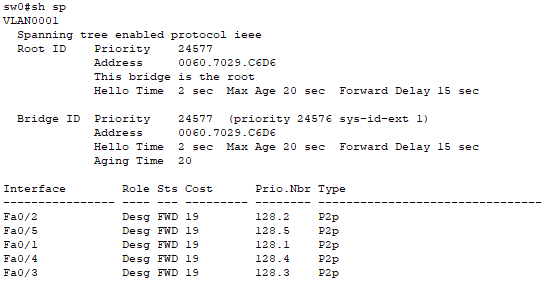 sw0#sh sp
VLAN0001
  Spanning tree enabled protocol ieee
  Root ID    Priority    24577
             Address     0060.7029.C6D6
             This bridge is the root
             Hello Time  2 sec  Max Age 20 sec  Forward Delay 15 sec

  Bridge ID  Priority    24577  (priority 24576 sys-id-ext 1)
             Address     0060.7029.C6D6
             Hello Time  2 sec  Max Age 20 sec  Forward Delay 15 sec
             Aging Time  20

Interface        Role Sts Cost      Prio.Nbr Type
---------------- ---- --- --------- -------- --------------------------------
Fa0/2            Desg FWD 19        128.2    P2p
Fa0/5            Desg FWD 19        128.5    P2p
Fa0/1            Desg FWD 19        128.1    P2p
Fa0/4            Desg FWD 19        128.4    P2p
Fa0/3            Desg FWD 19        128.3    P2p